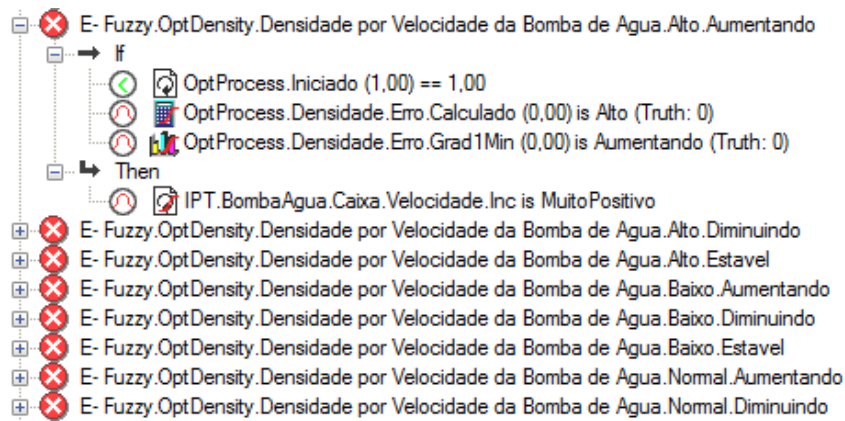 E- Fuzzy.OptDensity.Densidade por Velocidade da Bomba de Agua.Alto.Aumentando
If
OptProcess.Iniciado (1,00) == 1,00
OptProcess.Densidade.Erro.Calculado (0,00) is Alto (Truth: 0)
OptProcess.Densidade.Erro.Grad1Min (0,00) is Aumentando (Truth: 0)
Then
IPT.BombaAgua.Caixa.Velocidade.Inc is MuitoPositivo
E- Fuzzy.OptDensity.Densidade por Velocidade da Bomba de Agua.Alto.Diminuindo
E- Fuzzy.OptDensity.Densidade por Velocidade da Bomba de Agua.Alto.Estavel
E- Fuzzy.OptDensity.Densidade por Velocidade da Bomba de Agua.Baixo.Aumentando
E- Fuzzy.OptDensity.Densidade por Velocidade da Bomba de Agua.Baixo.Diminuindo
E- Fuzzy.OptDensity.Densidade por Velocidade da Bomba de Agua.Baixo.Estavel
E- Fuzzy.OptDensity.Densidade por Velocidade da Bomba de Agua.Normal.Aumentando
E- Fuzzy.OptDensity.Densidade por Velocidade da Bomba de Agua.Normal.Diminuindo